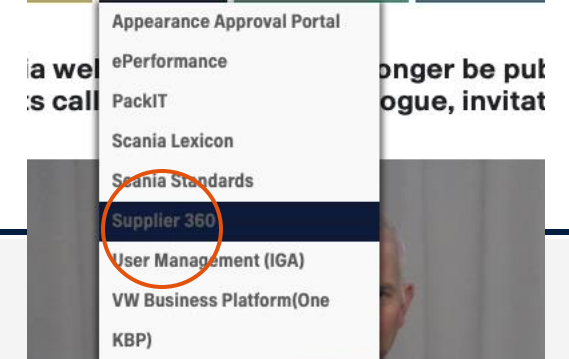 Appearance Approval Portal
ePerformance
PackIT
Scania Lexicon
Scania Standards
Supplier 360
User Management (IGA)
VW Business Platform(One
KBP)
ia wel
onger be pub
s call
ogue, invitat